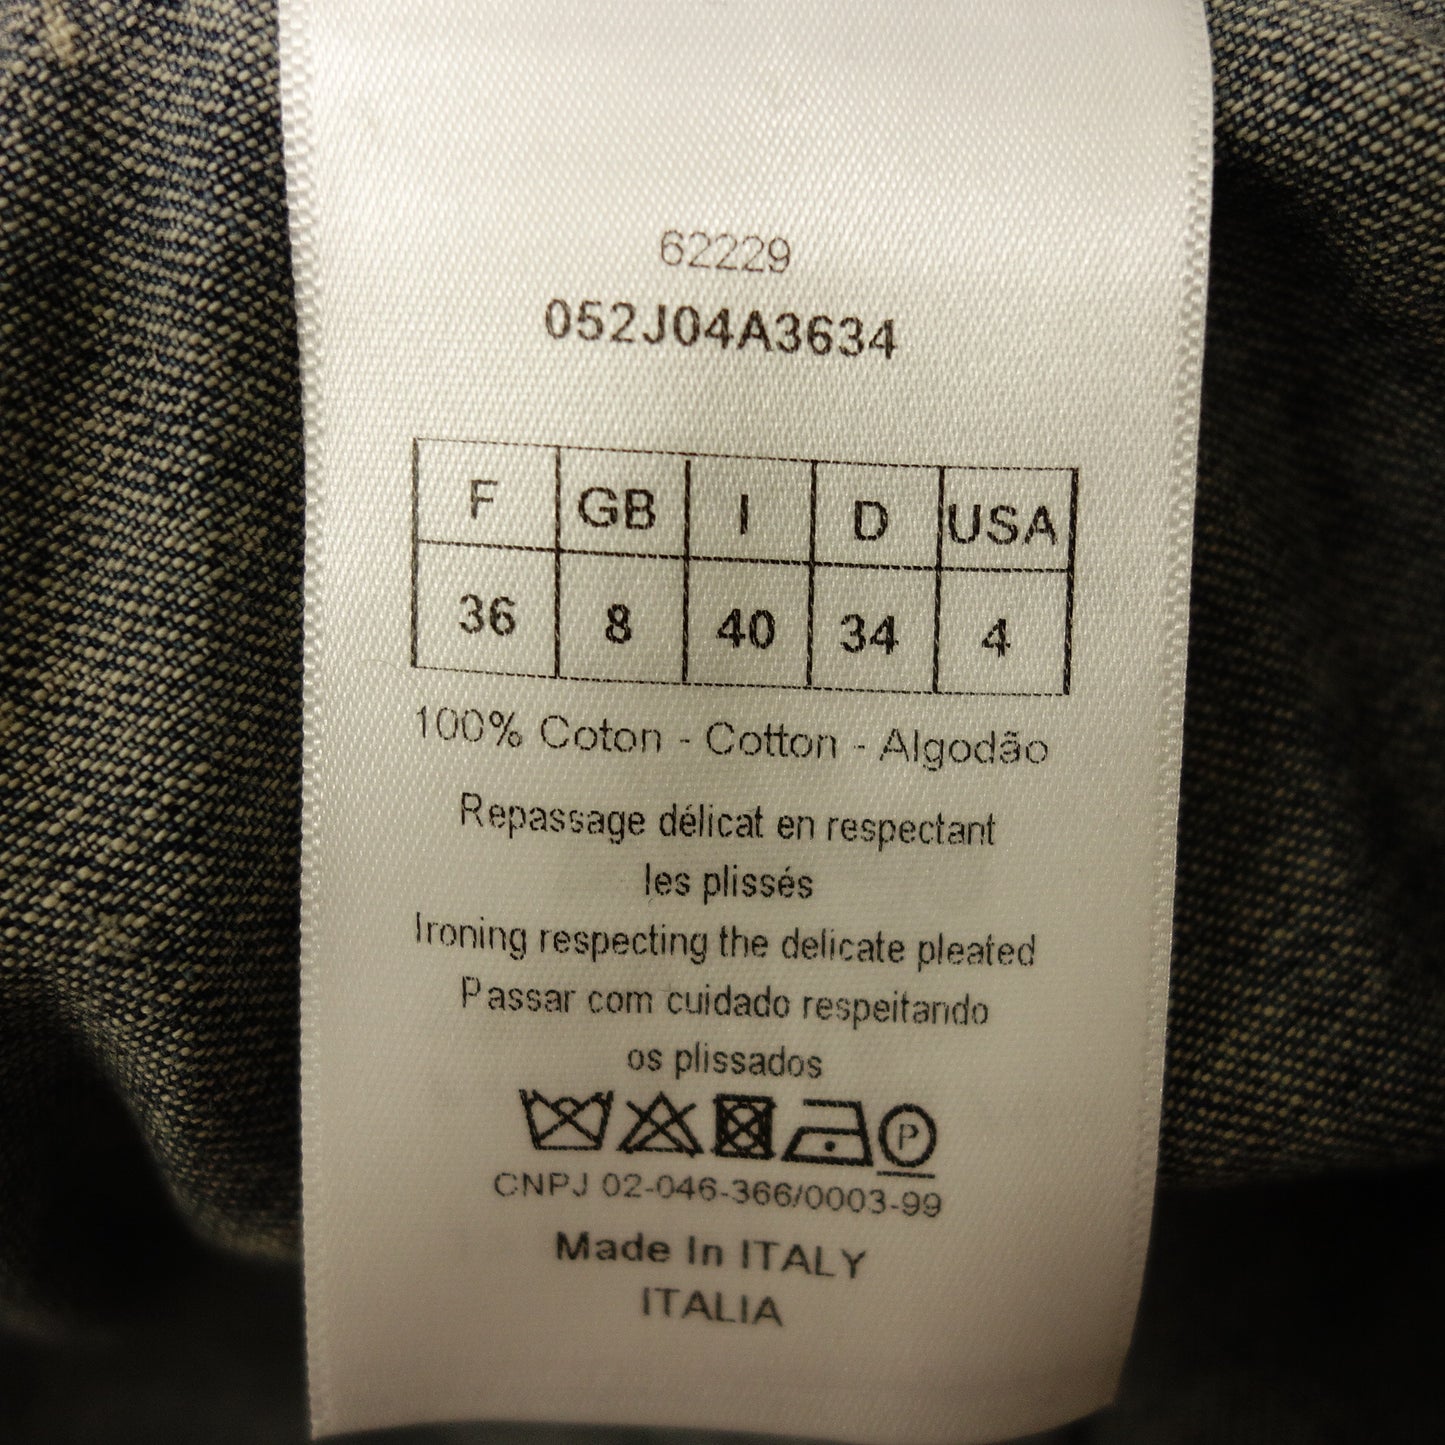 62229
052J04A3634
F GB I D USA
36 8 40 34 4
100% Coton - Cotton - Algodão
Repassage délicat en respectant
les plissés
Ironing respecting the delicate pleated
Passar com cuidado respeitando
os plissados
P
CNPJ 02-046-366/0003-99
Made In ITALY
ITALIA